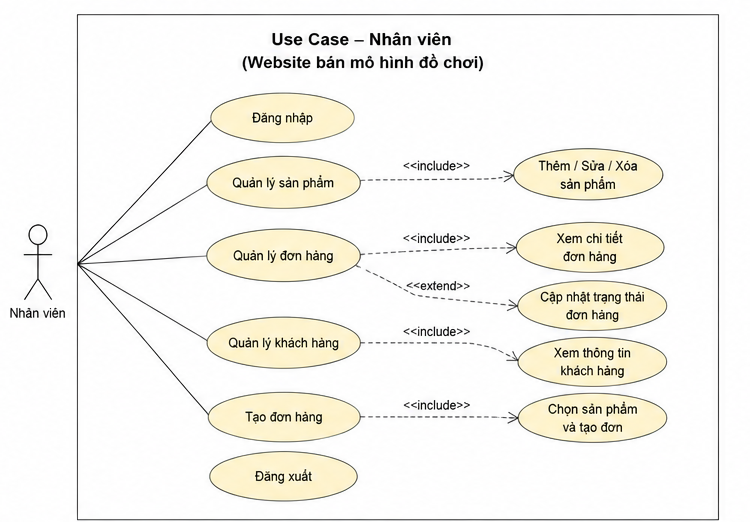 Use Case – Nhân viên
(Website bán mô hình đồ chơi)
Đăng nhập
Quản lý sản phẩm
<<include>>
Thêm / Sửa / Xóa
sản phẩm
Quản lý đơn hàng
<<include>>
Xem chi tiết
đơn hàng
<<extend>>
Cập nhật trạng thái
đơn hàng
Nhân viên
Quản lý khách hàng
<<include>>
Xem thông tin
khách hàng
Tạo đơn hàng
<<include>>
Chọn sản phẩm
và tạo đơn
Đăng xuất